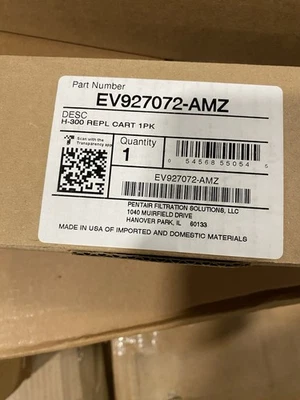 Part Number
EV927072-AMZ
DESC
H-300 REPL CART 1PK
Scan with the
Transparency app
Quantity
1
0 54568 55054 5
EV927072-AMZ
PENTAIR FILTRATION SOLUTIONS, LLC
1040 MUIRFIELD DRIVE
HANOVER PARK, IL 60133
MADE IN USA OF IMPORTED AND DOMESTIC MATERIALS